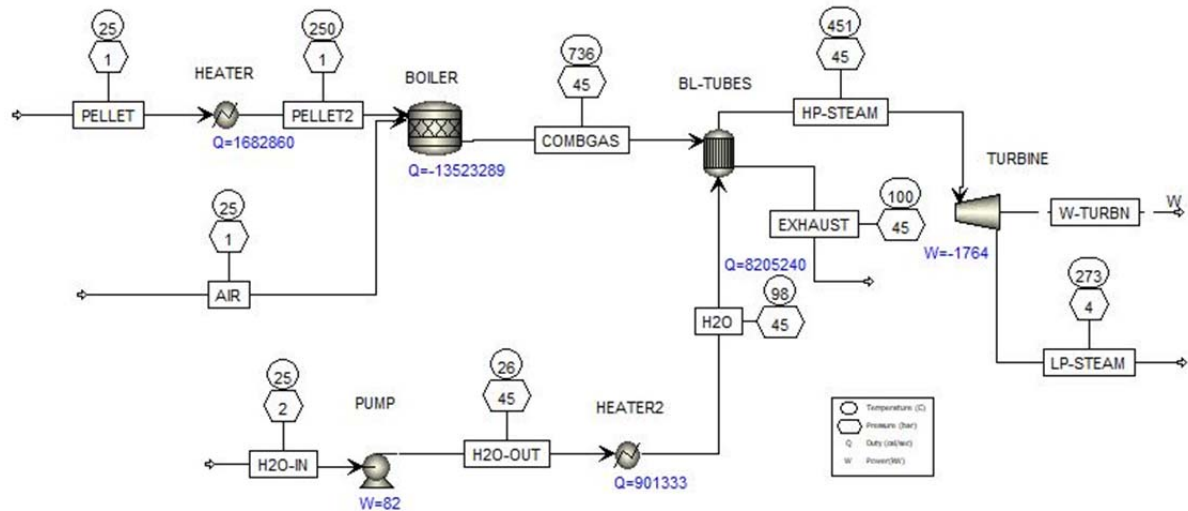 25
1
PELLET
HEATER
Q=1682860
250
1
PELLET2
BOILER
Q=-13523289
736
45
COMBGAS
BL-TUBES
451
45
HP-STEAM
TURBINE
W=-1764
W-TURBN
W
25
1
AIR
100
45
EXHAUST
Q=8205240
98
45
H2O
273
4
LP-STEAM
25
2
H2O-IN
PUMP
W=82
26
45
H2O-OUT
HEATER2
Q=901333
Temperature (C)
Pressure (bar)
Q Duty (cal/sec)
W Power(kW)